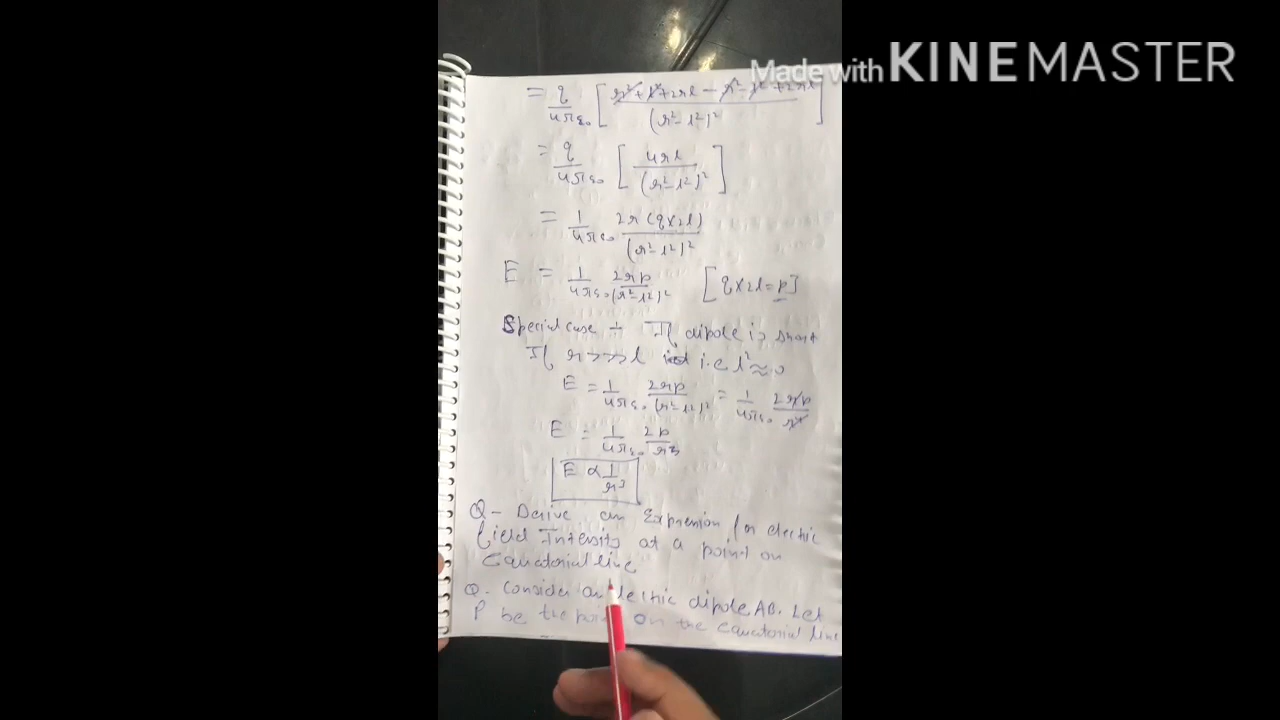 Made with KINEMASTER
= q/4πε₀ [ r²+l²+2rl - r²-l²+2rl / (r²-l²)² ]
= q/4πε₀ [ 4rl / (r²-l²)² ]
= 1/4πε₀ 2r(q×2l) / (r²-l²)²
E = 1/4πε₀ 2rp/(r²-l²)² [q×2l=p]
Special case ÷ If dipole is short
If r>>>l i.e l²≈0
E = 1/4πε₀ 2rp/(r²-l²)² = 1/4πε₀ 2rp/r⁴
E = 1/4πε₀ 2p/r3
E ∝ 1/r³
Q- Derive an Expression for electric
field Intensity at a point on
Equatorial line
Q. Consider an electric dipole AB. Let
P be the point on the equatorial line